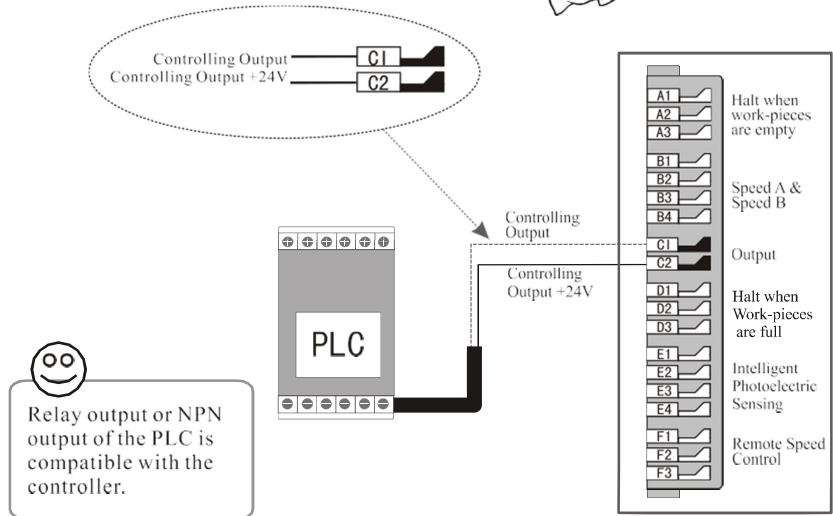 Controlling Output
C1
Controlling Output +24V
C2
A1
A2
A3
Halt when
work-pieces
are empty
B1
B2
B3
B4
Speed A &
Speed B
Controlling
Output
C1
C2
Output
Controlling
Output +24V
D1
D2
D3
Halt when
Work-pieces
are full
PLC
E1
E2
E3
E4
Intelligent
Photoelectric
Sensing
F1
F2
F3
Remote Speed
Control
Relay output or NPN
output of the PLC is
compatible with the
controller.